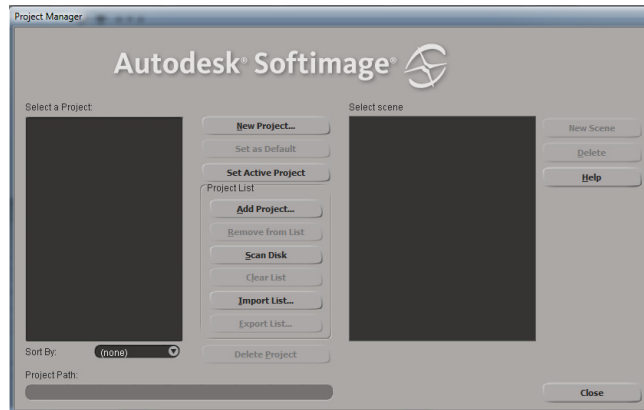 Project Manager
Autodesk® Softimage®
Select a Project:
New Project...
Set as Default
Set Active Project
Project List
Add Project...
Remove from List
Scan Disk
Clear List
Import List...
Export List...
Delete Project
Sort By: (none)
Project Path:
Select scene
New Scene
Delete
Help
Close